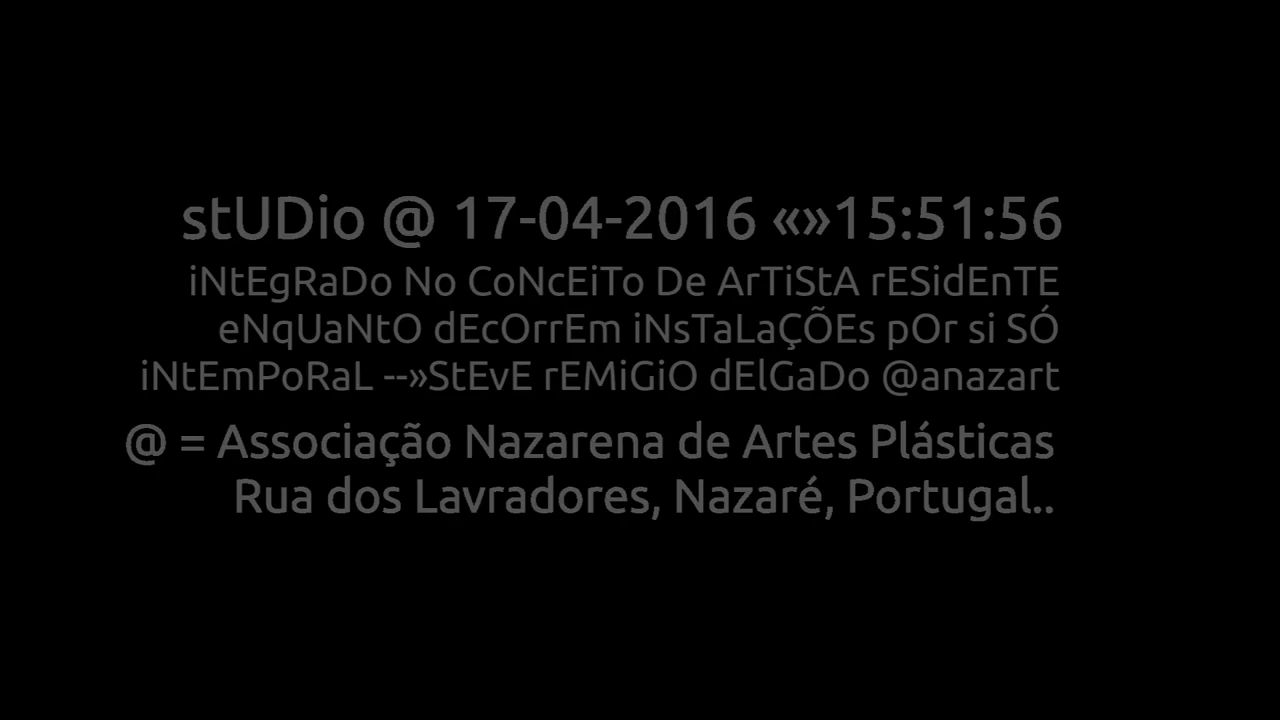 stUDio @ 17-04-2016 «»15:51:56
iNtEgRaDo No CoNcEiTo De ArTiStA rESidEnTE
eNqUaNtO dEcOrrEm iNsTaLaÇÕEs pOr si SÓ
iNtEmPoRaL --»StEvE rEMiGiO dElGaDo @anazart
@ = Associação Nazarena de Artes Plásticas
Rua dos Lavradores, Nazaré, Portugal..